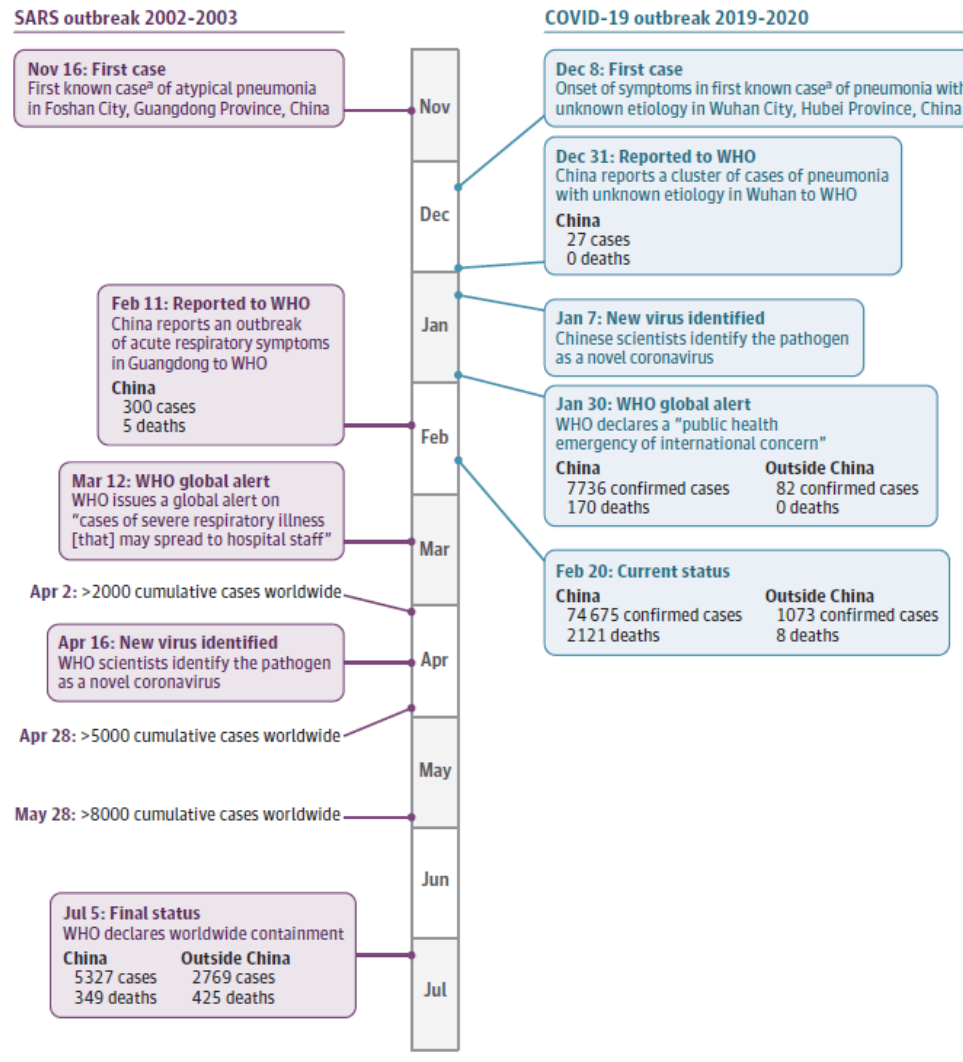 SARS outbreak 2002-2003
Nov 16: First case
First known caseª of atypical pneumonia
in Foshan City, Guangdong Province, China
Feb 11: Reported to WHO
China reports an outbreak
of acute respiratory symptoms
in Guangdong to WHO
China
300 cases
5 deaths
Mar 12: WHO global alert
WHO issues a global alert on
“cases of severe respiratory illness
[that] may spread to hospital staff”
Apr 2: >2000 cumulative cases worldwide
Apr 16: New virus identified
WHO scientists identify the pathogen
as a novel coronavirus
Apr 28: >5000 cumulative cases worldwide
May 28: >8000 cumulative cases worldwide
Jul 5: Final status
WHO declares worldwide containment
China Outside China
5327 cases 2769 cases
349 deaths 425 deaths
Nov
Dec
Jan
Feb
Mar
Apr
May
Jun
Jul
COVID-19 outbreak 2019-2020
Dec 8: First case
Onset of symptoms in first known caseª of pneumonia with
unknown etiology in Wuhan City, Hubei Province, China
Dec 31: Reported to WHO
China reports a cluster of cases of pneumonia
with unknown etiology in Wuhan to WHO
China
27 cases
0 deaths
Jan 7: New virus identified
Chinese scientists identify the pathogen
as a novel coronavirus
Jan 30: WHO global alert
WHO declares a “public health
emergency of international concern”
China Outside China
7736 confirmed cases 82 confirmed cases
170 deaths 0 deaths
Feb 20: Current status
China Outside China
74 675 confirmed cases 1073 confirmed cases
2121 deaths 8 deaths